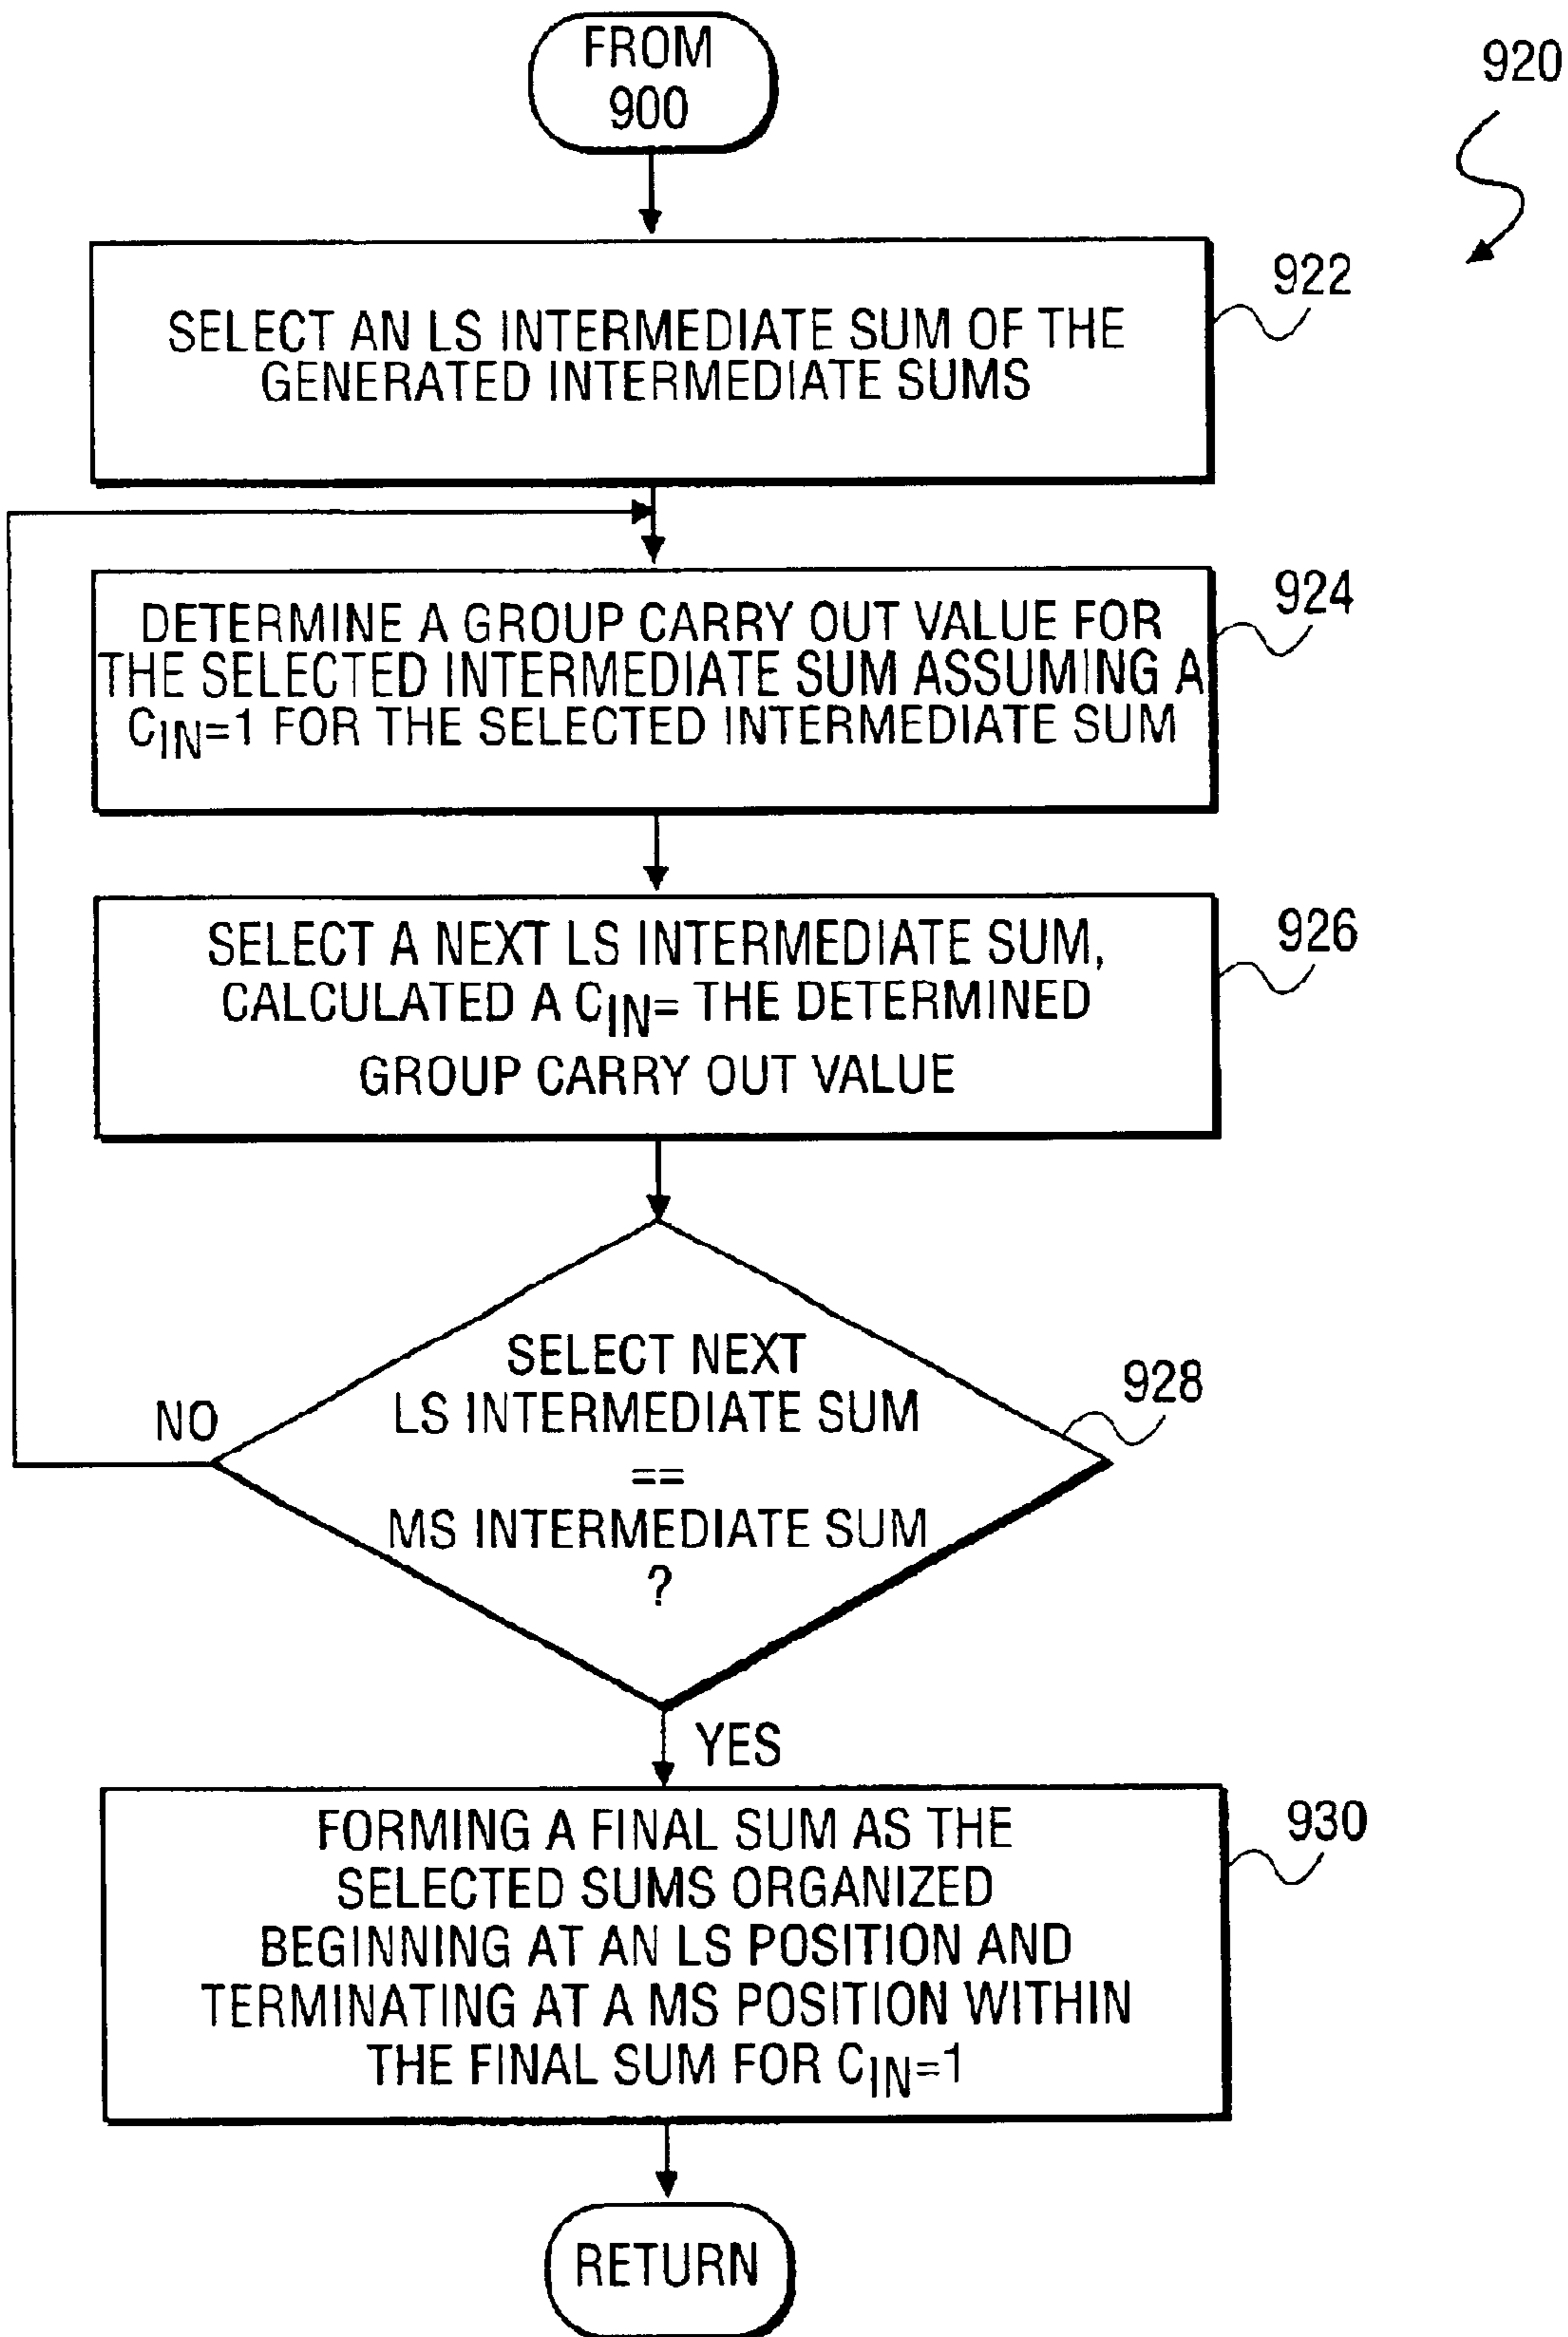 FROM
900
920
922
SELECT AN LS INTERMEDIATE SUM OF THE
GENERATED INTERMEDIATE SUMS
924
DETERMINE A GROUP CARRY OUT VALUE FOR
THE SELECTED INTERMEDIATE SUM ASSUMING A
CIN=1 FOR THE SELECTED INTERMEDIATE SUM
926
SELECT A NEXT LS INTERMEDIATE SUM,
CALCULATED A CIN= THE DETERMINED
GROUP CARRY OUT VALUE
928
SELECT NEXT
LS INTERMEDIATE SUM
==
MS INTERMEDIATE SUM
?
NO
YES
930
FORMING A FINAL SUM AS THE
SELECTED SUMS ORGANIZED
BEGINNING AT AN LS POSITION AND
TERMINATING AT A MS POSITION WITHIN
THE FINAL SUM FOR CIN=1
RETURN